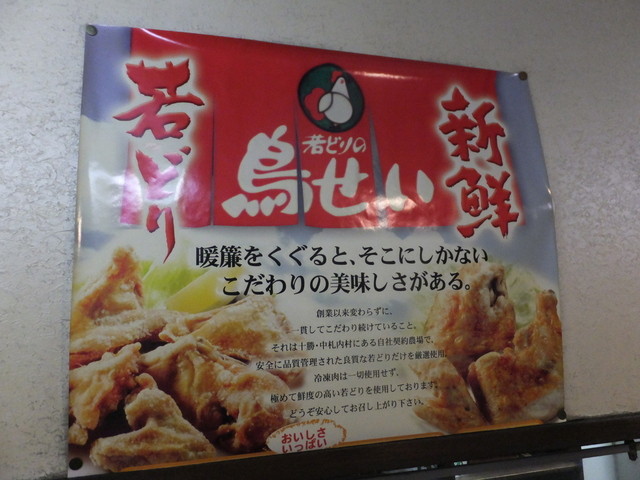 若どり
若どりの
鳥せい
新鮮
暖簾をくぐると、そこにしかない
こだわりの美味しさがある。
創業以来変わらずに、
一貫してこだわり続けていること。
それは十勝・中札内村にある自社契約農場で、
安全に品質管理された良質な若どりだけを厳選使用。
冷凍肉は一切使用せず、
極めて鮮度の高い若どりを使用しております。
どうぞ安心してお召し上がり下さい。
おいしさ
いっぱい